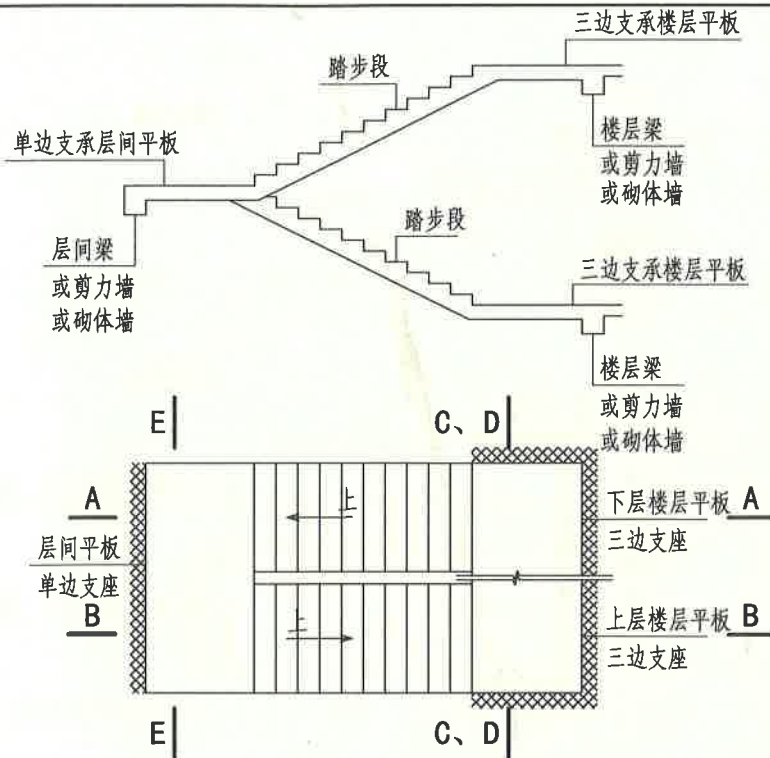 三边支承楼层平板
踏步段
单边支承层间平板
楼层梁
或剪力墙
或砌体墙
踏步段
层间梁
或剪力墙
或砌体墙
三边支承楼层平板
楼层梁
或剪力墙
或砌体墙
E
C、D
A
上
下层楼层平板
三边支座
A
层间平板
单边支座
B
上
上层楼层平板
三边支座
B
E
C、D